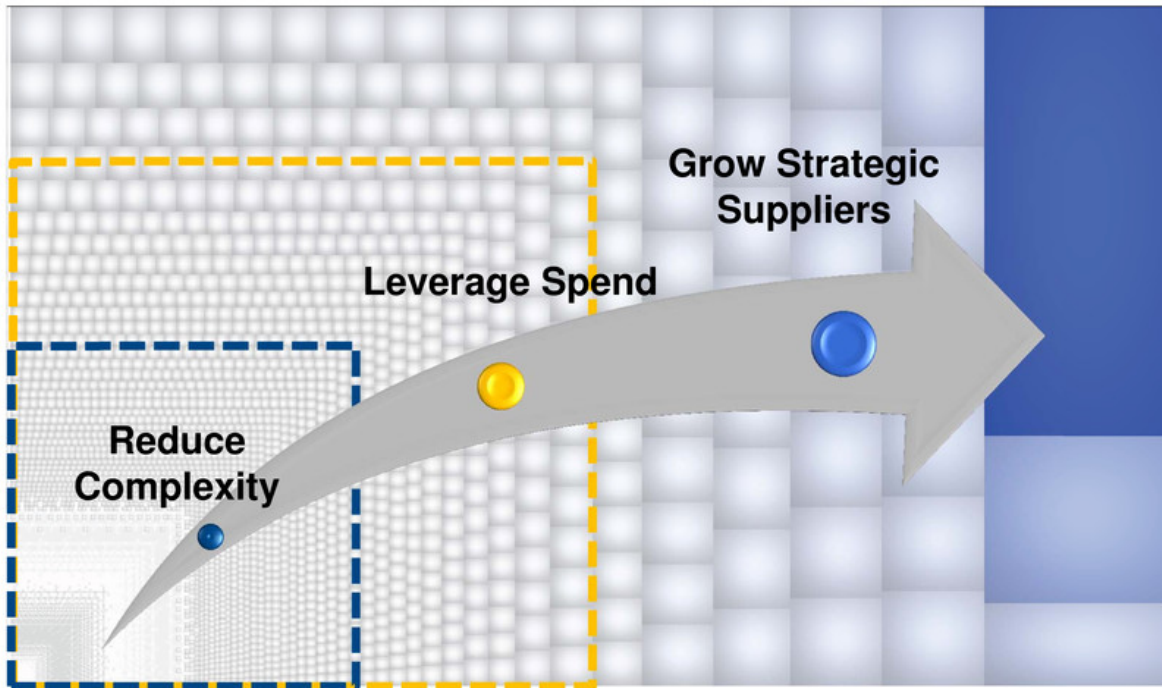 Grow Strategic
Suppliers
Leverage Spend
Reduce
Complexity